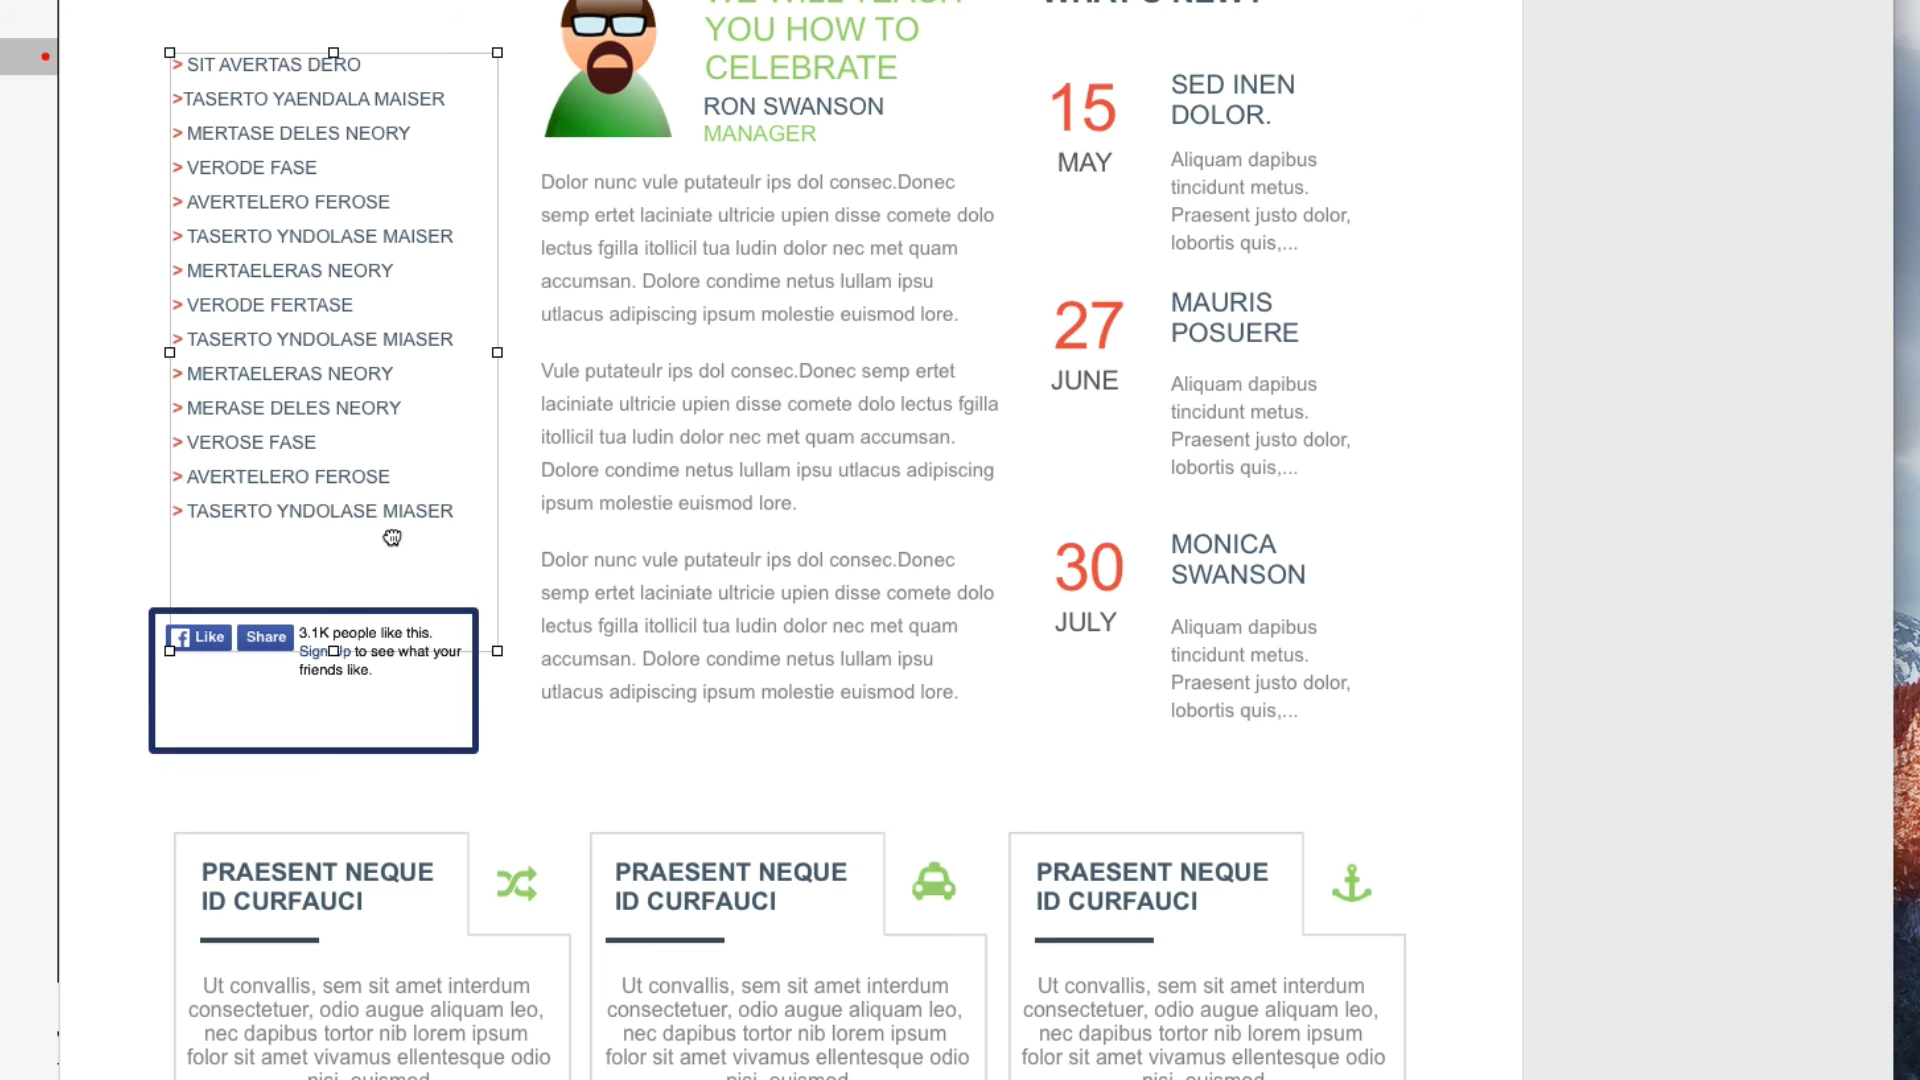 > SIT AVERTAS DERO
>TASERTO YAENDALA MAISER
> MERTASE DELES NEORY
> VERODE FASE
> AVERTELERO FEROSE
> TASERTO YNDOLASE MAISER
> MERTAELERAS NEORY
> VERODE FERTASE
> TASERTO YNDOLASE MIASER
> MERTAELERAS NEORY
> MERASE DELES NEORY
> VEROSE FASE
> AVERTELERO FEROSE
> TASERTO YNDOLASE MIASER
Like Share 3.1K people like this.
Sign Up to see what your
friends like.
WE WILL TEACH
YOU HOW TO
CELEBRATE
RON SWANSON
MANAGER
Dolor nunc vule putateulr ips dol consec.Donec
semp ertet laciniate ultricie upien disse comete dolo
lectus fgilla itollicil tua ludin dolor nec met quam
accumsan. Dolore condime netus lullam ipsu
utlacus adipiscing ipsum molestie euismod lore.
Vule putateulr ips dol consec.Donec semp ertet
laciniate ultricie upien disse comete dolo lectus fgilla
itollicil tua ludin dolor nec met quam accumsan.
Dolore condime netus lullam ipsu utlacus adipiscing
ipsum molestie euismod lore.
Dolor nunc vule putateulr ips dol consec.Donec
semp ertet laciniate ultricie upien disse comete dolo
lectus fgilla itollicil tua ludin dolor nec met quam
accumsan. Dolore condime netus lullam ipsu
utlacus adipiscing ipsum molestie euismod lore.
WHAT'S NEW?
15
MAY
SED INEN
DOLOR.
Aliquam dapibus
tincidunt metus.
Praesent justo dolor,
lobortis quis,...
27
JUNE
MAURIS
POSUERE
Aliquam dapibus
tincidunt metus.
Praesent justo dolor,
lobortis quis,...
30
JULY
MONICA
SWANSON
Aliquam dapibus
tincidunt metus.
Praesent justo dolor,
lobortis quis,...
PRAESENT NEQUE
ID CURFAUCI
Ut convallis, sem sit amet interdum
consectetuer, odio augue aliquam leo,
nec dapibus tortor nib lorem ipsum
folor sit amet vivamus ellentesque odio
nisi, euismod
PRAESENT NEQUE
ID CURFAUCI
Ut convallis, sem sit amet interdum
consectetuer, odio augue aliquam leo,
nec dapibus tortor nib lorem ipsum
folor sit amet vivamus ellentesque odio
nisi, euismod
PRAESENT NEQUE
ID CURFAUCI
Ut convallis, sem sit amet interdum
consectetuer, odio augue aliquam leo,
nec dapibus tortor nib lorem ipsum
folor sit amet vivamus ellentesque odio
nisi, euismod